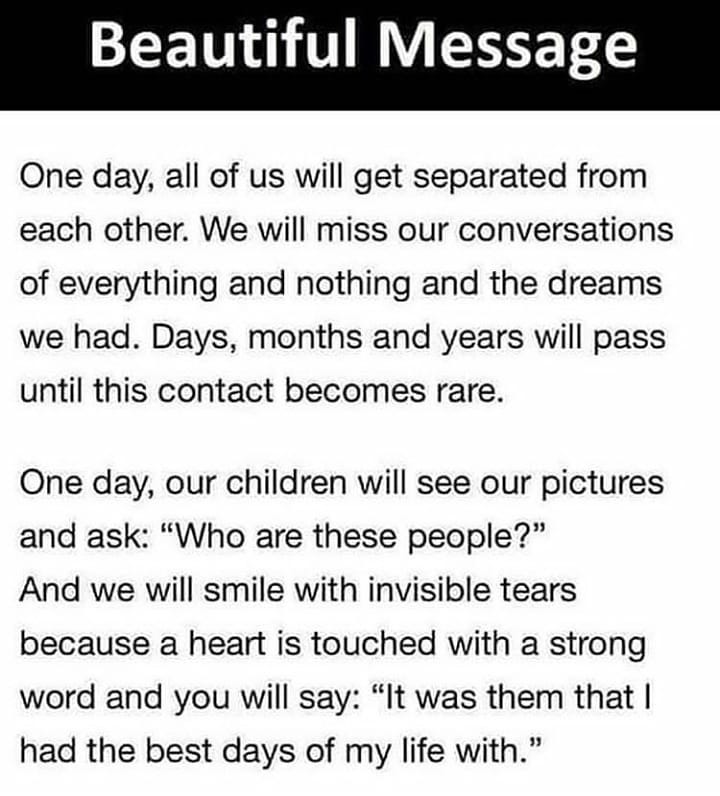 Beautiful Message
One day, all of us will get separated from
each other. We will miss our conversations
of everything and nothing and the dreams
we had. Days, months and years will pass
until this contact becomes rare.
One day, our children will see our pictures
and ask: “Who are these people?”
And we will smile with invisible tears
because a heart is touched with a strong
word and you will say: “It was them that I
had the best days of my life with.”